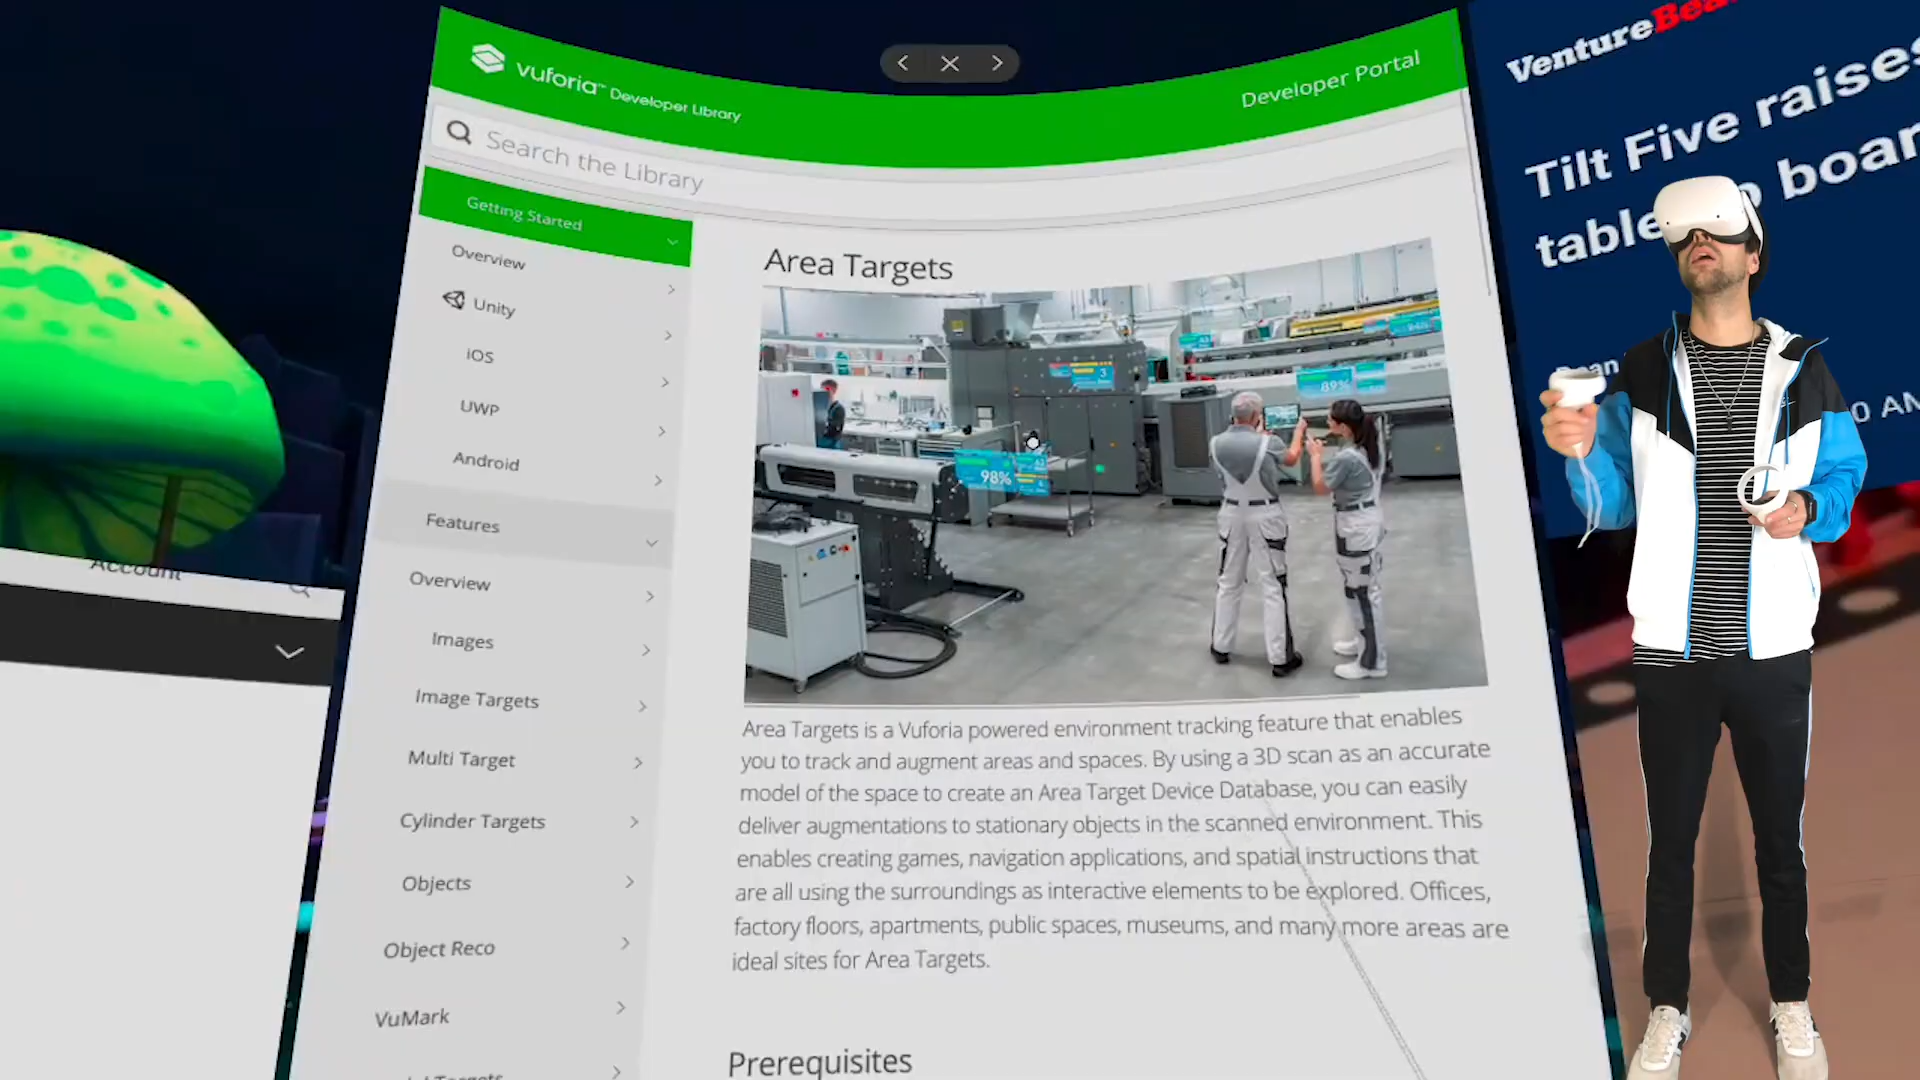 vuforia™ Developer Library
Developer Portal
Search the Library
Getting Started
Overview
Unity
iOS
UWP
Android
Features
Overview
Images
Image Targets
Multi Target
Cylinder Targets
Objects
Object Reco
VuMark
Area Targets
3
89%
98%
Area Targets is a Vuforia powered environment tracking feature that enables
you to track and augment areas and spaces. By using a 3D scan as an accurate
model of the space to create an Area Target Device Database, you can easily
deliver augmentations to stationary objects in the scanned environment. This
enables creating games, navigation applications, and spatial instructions that
are all using the surroundings as interactive elements to be explored. Offices,
factory floors, apartments, public spaces, museums, and many more areas are
ideal sites for Area Targets.
Prerequisites
Account
VentureBea
Tilt Five raises
boar
0 AM